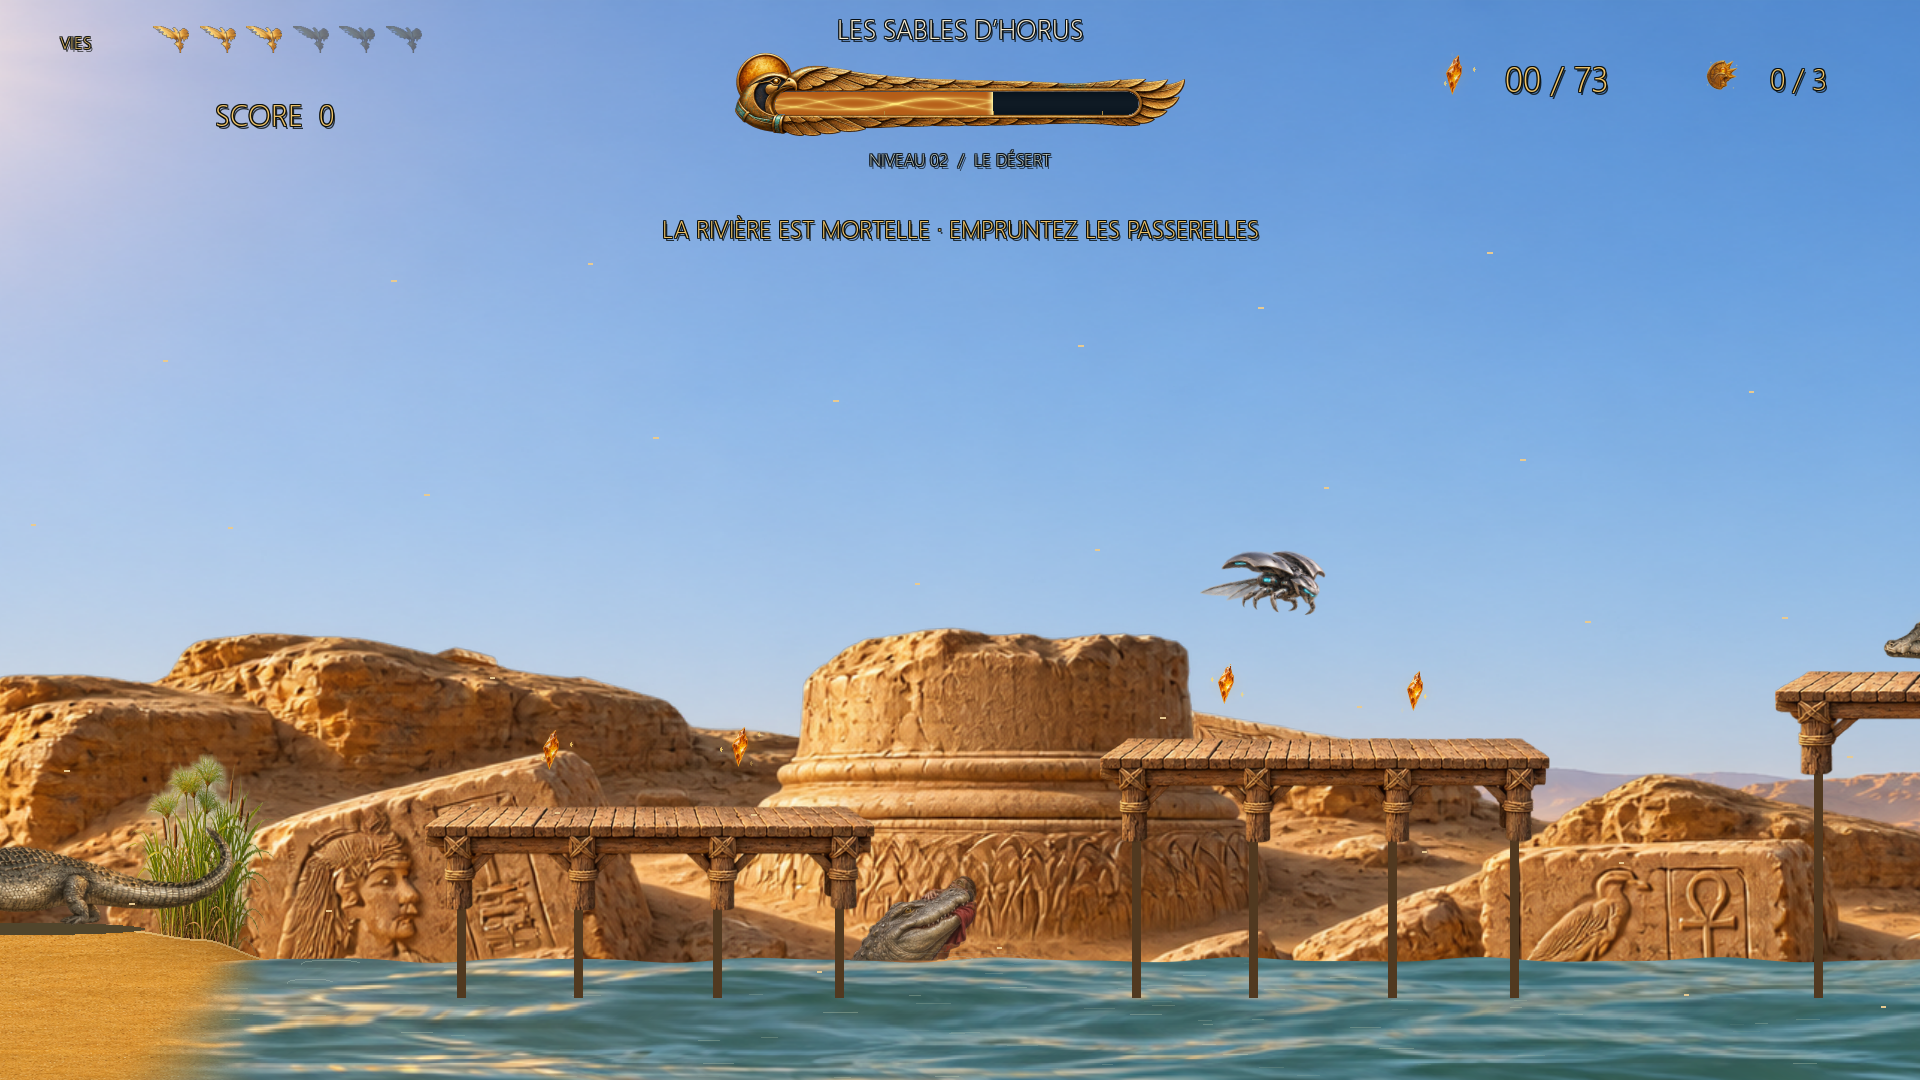 VIES
SCORE 0
LES SABLES D'HORUS
NIVEAU 02 / LE DÉSERT
00 / 73
0 / 3
LA RIVIÈRE EST MORTELLE · EMPRUNTEZ LES PASSERELLES